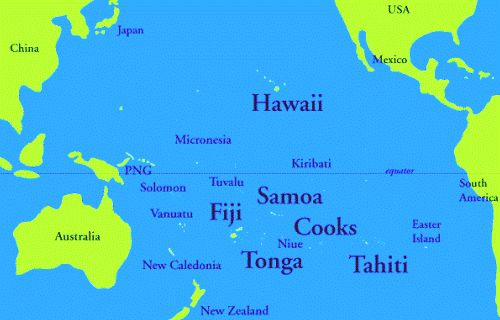 USA
China
Japan
Mexico
Hawaii
Micronesia
Kiribati
PNG
equator
Solomon
Tuvalu
South
America
Samoa
Vanuatu
Fiji
Cooks
Easter
Island
Australia
Niue
New Caledonia
Tonga
Tahiti
New Zealand